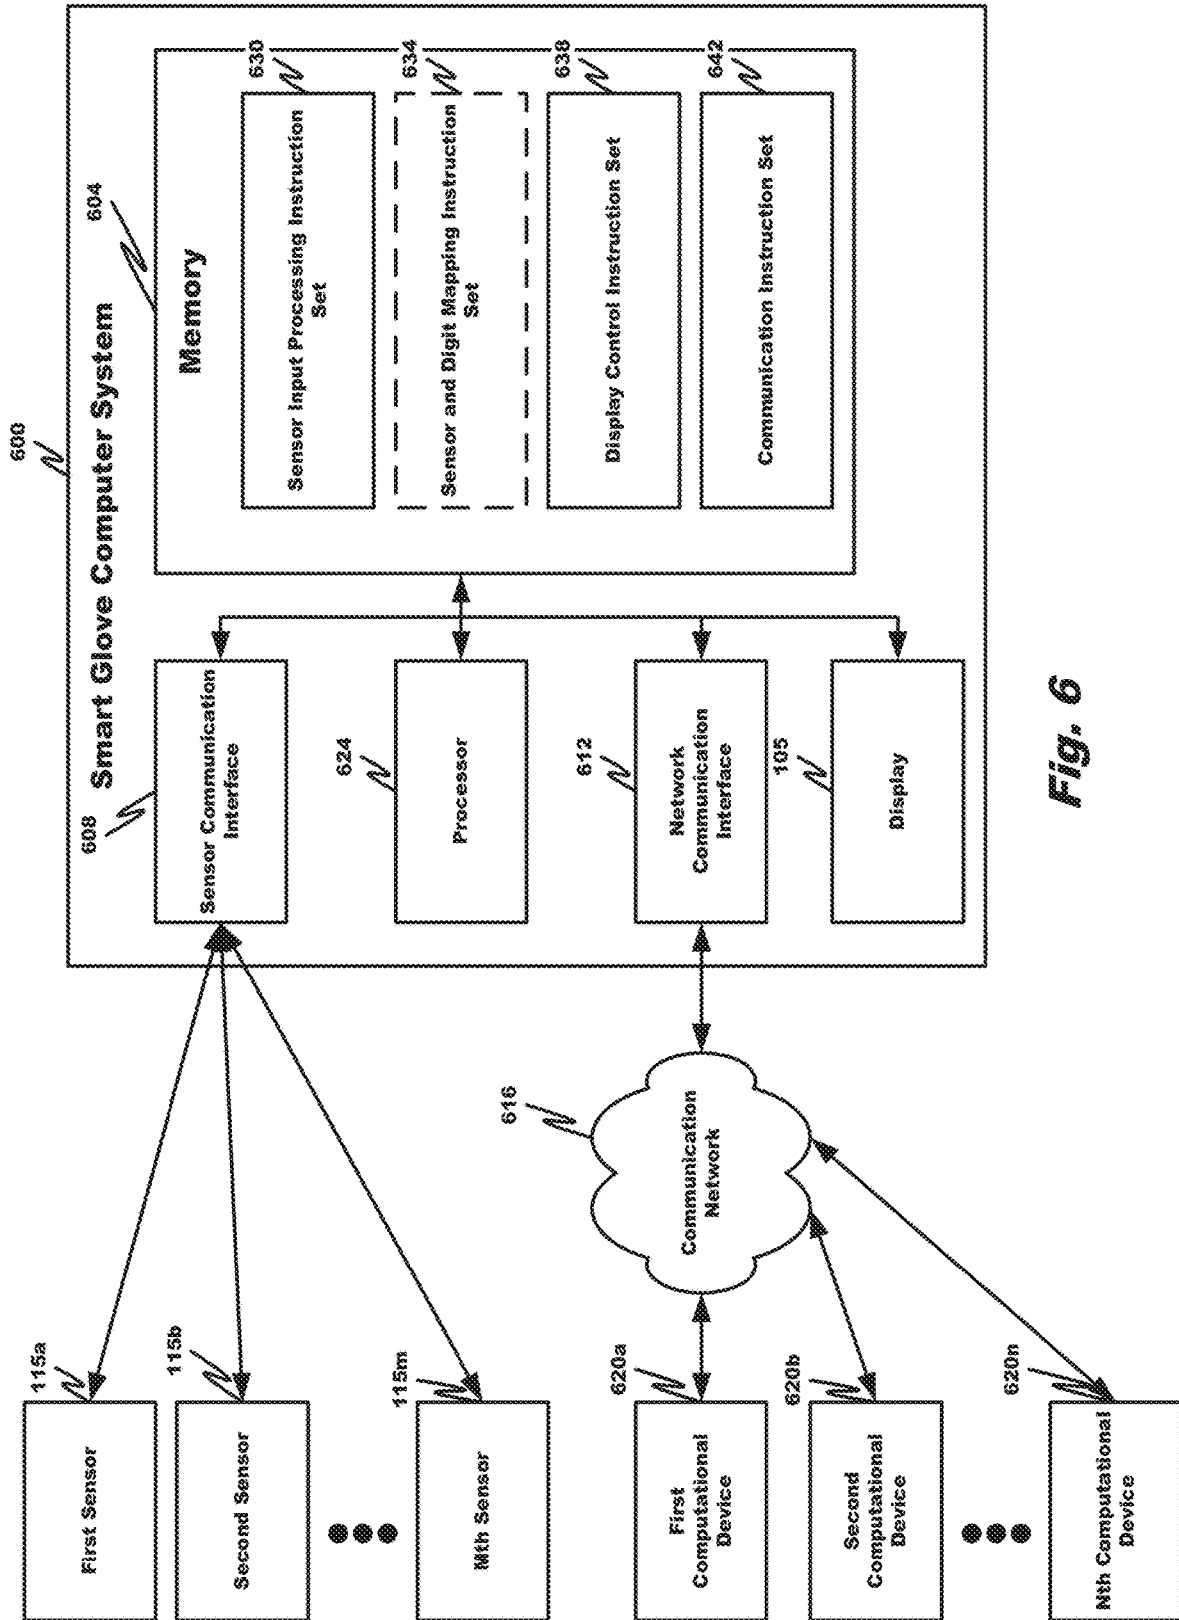 600
Smart Glove Computer System
604
Memory
630
Sensor Input Processing Instruction
Set
634
Sensor and Digit Mapping Instruction
Set
638
Display Control Instruction Set
642
Communication Instruction Set
608
Sensor Communication
Interface
624
Processor
612
Network
Communication
Interface
105
Display
616
Communication
Network
115a
First Sensor
115b
Second Sensor
115m
Mth Sensor
620a
First
Computational
Device
620b
Second
Computational
Device
620n
Nth Computational
Device
Fig. 6